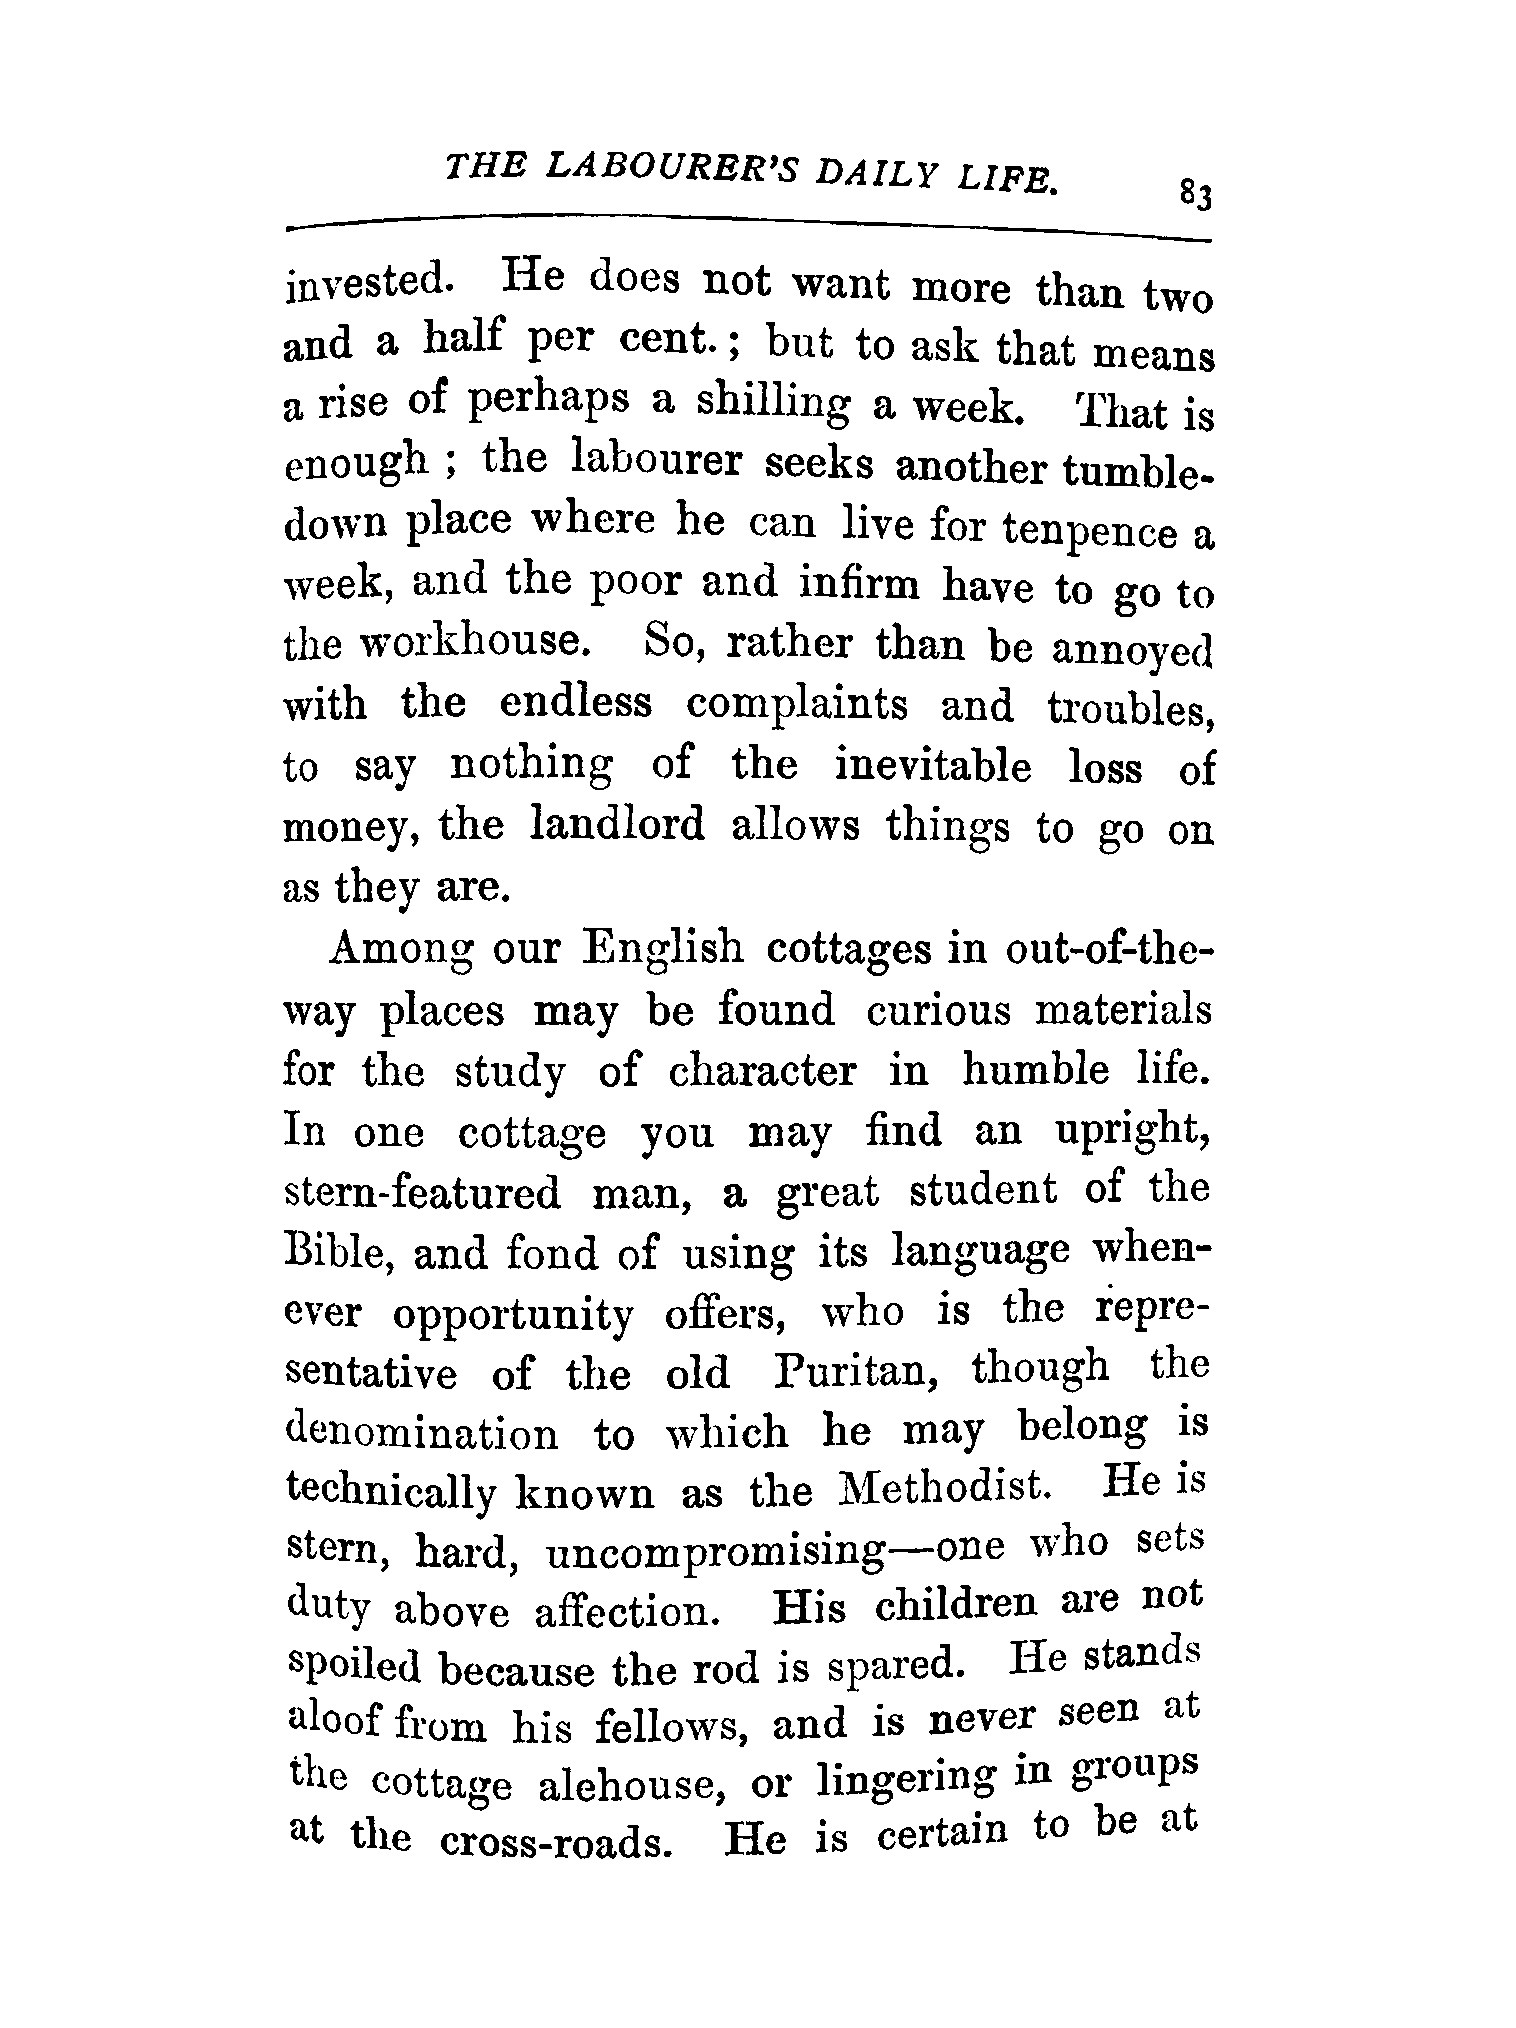 THE LABOURER'S DAILY LIFE. 83
invested. He does not want more than two
and a half per cent. ; but to ask that means
a rise of perhaps a shilling a week. That is
enough ; the labourer seeks another tumble-
down place where he can live for tenpence a
week, and the poor and infirm have to go to
the workhouse. So, rather than be annoyed
with the endless complaints and troubles,
to say nothing of the inevitable loss of
money, the landlord allows things to go on
as they are.
Among our English cottages in out-of-the-
way places may be found curious materials
for the study of character in humble life.
In one cottage you may find an upright,
stern-featured man, a great student of the
Bible, and fond of using its language when-
ever opportunity offers, who is the repre-
sentative of the old Puritan, though the
denomination to which he may belong is
technically known as the Methodist. He is
stern, hard, uncompromising—one who sets
duty above affection. His children are not
spoiled because the rod is spared. He stands
aloof from his fellows, and is never seen at
the cottage alehouse, or lingering in groups
at the cross-roads. He is certain to be at